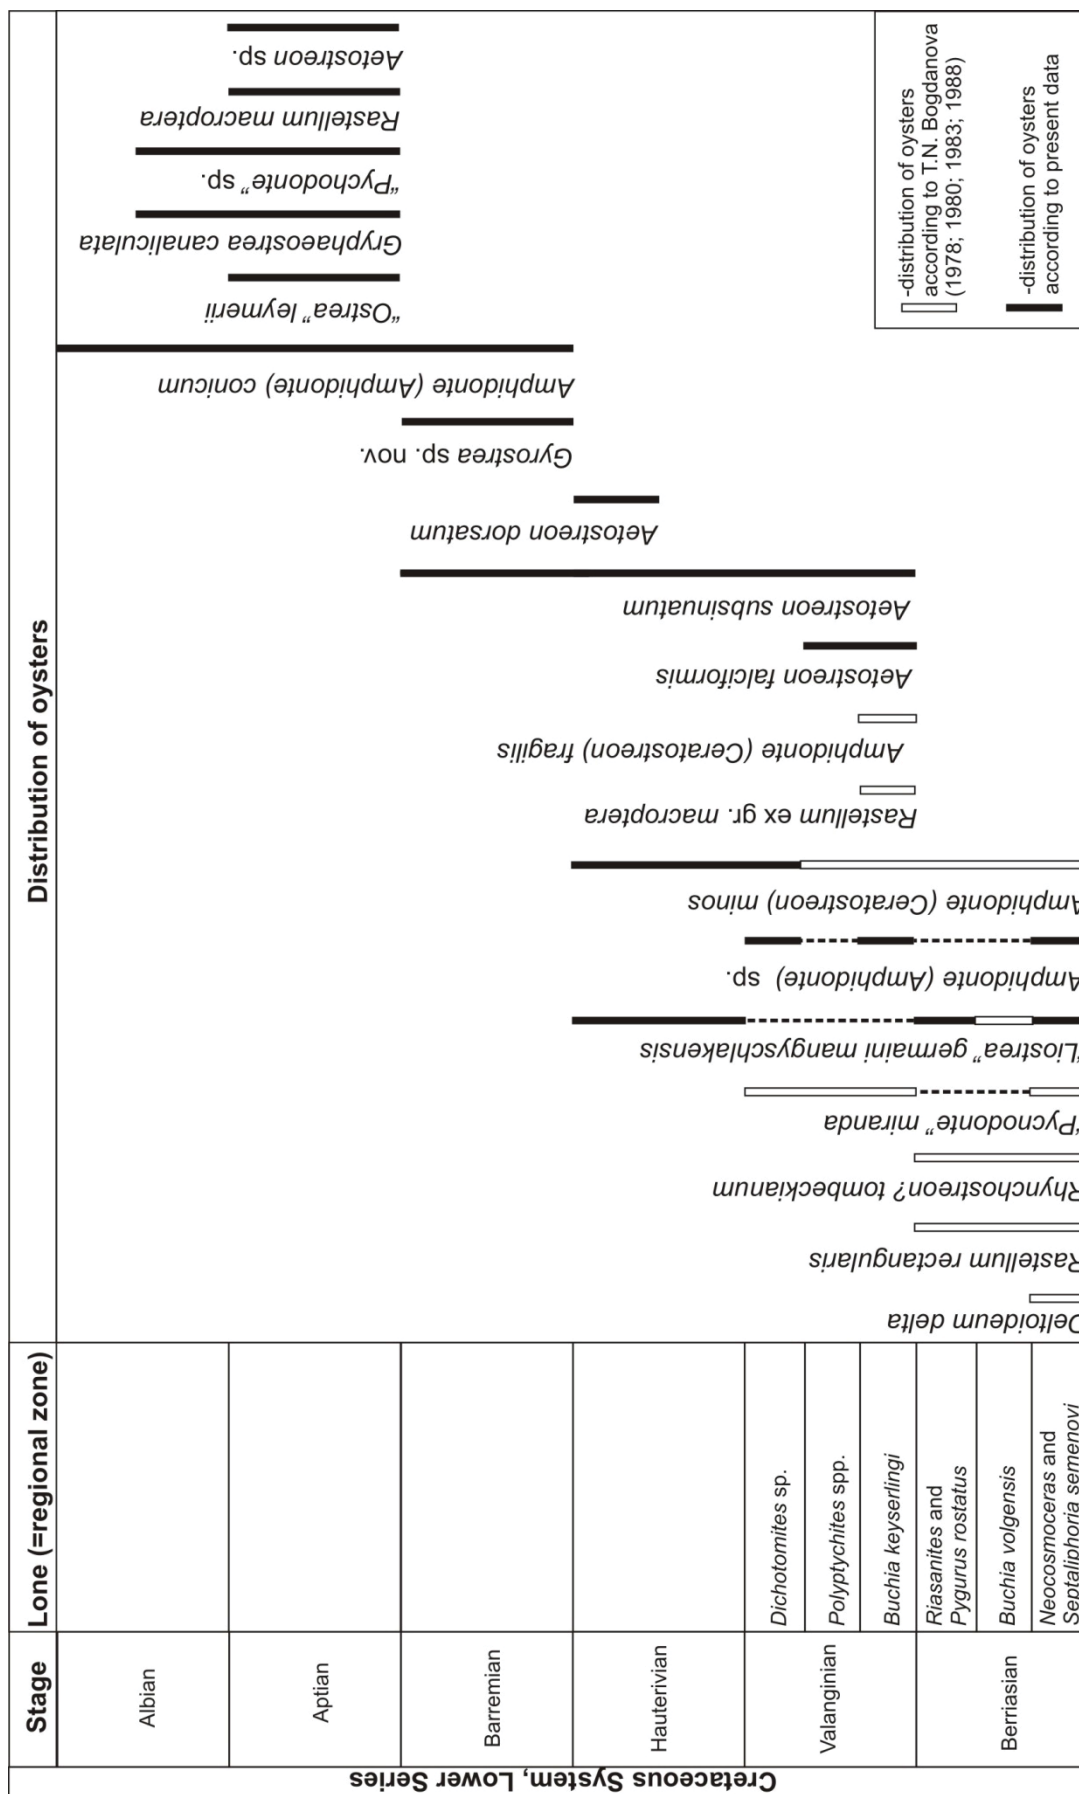 Cretaceous System, Lower Series
Stage
Lone (=regional zone)
Distribution of oysters
Albian
Aptian
Barremian
Hauterivian
Valanginian
Berriasian
Dichotomites sp.
Polyptychites spp.
Buchia keyserlingi
Riasanites and
Pygurus rostatus
Buchia volgensis
Neocosmoceras and
Septaliphoria semenovi
Deltoideum delta
Rastellum rectangularis
Rhynchostreon? tombeckianum
"Pycnodonte" miranda
"Liostrea" germaini mangyschlakensis
Amphidonte (Amphidonte) sp.
Amphidonte (Ceratostreon) minos
Rastellum ex gr. macroptera
Amphidonte (Ceratostreon) fragilis
Aetostreon falciformis
Aetostreon subsinuatum
Aetostreon dorsatum
Gyrostrea sp. nov.
Amphidonte (Amphidonte) conicum
"Ostrea" leymerii
Gryphaeostrea canaliculata
"Pychodonte" sp.
Rastellum macroptera
Aetostreon sp.
-distribution of oysters
according to T.N. Bogdanova
(1978; 1980; 1983; 1988)
-distribution of oysters
according to present data